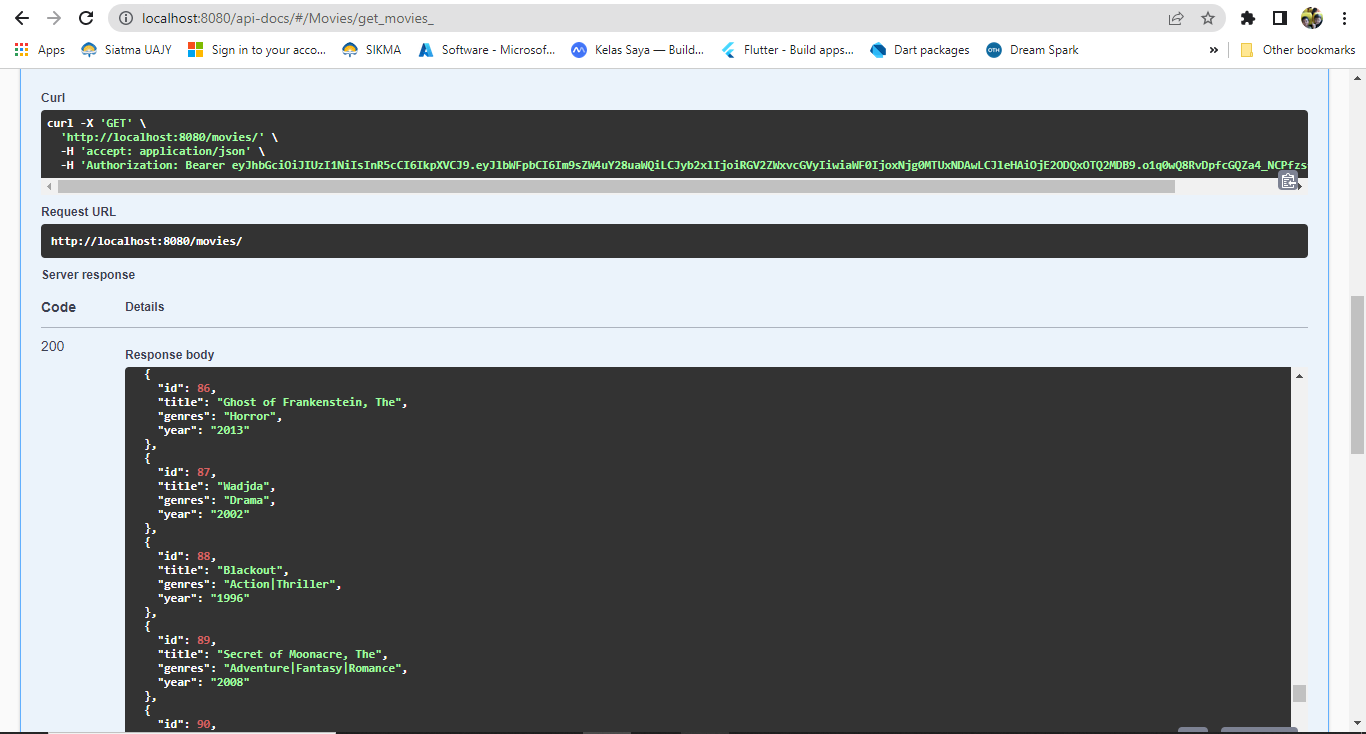 localhost:8080/api-docs/#/Movies/get_movies_
Apps Siatma UAJY Sign in to your acco... SIKMA Software - Microsof... Kelas Saya — Build... Flutter - Build apps... Dart packages OTH Dream Spark » Other bookmarks
Curl
curl -X 'GET' \
'http://localhost:8080/movies/' \
-H 'accept: application/json' \
-H 'Authorization: Bearer eyJhbGciOiJIUzI1NiIsInR5cCI6IkpXVCJ9.eyJlbWFpbCI6Im9sZW4uY28uaWQiLCJyb2xlIjoiRGV2ZWxvcGVyIiwiaWF0IjoxNjg0MTUxNDAwLCJleHAiOjE2ODQxOTQ2MDB9.o1q0wQ8RvDpfcGQZa4_NCPfzs
Request URL
http://localhost:8080/movies/
Server response
Code Details
200
Response body
{
"id": 86,
"title": "Ghost of Frankenstein, The",
"genres": "Horror",
"year": "2013"
},
{
"id": 87,
"title": "Wadjda",
"genres": "Drama",
"year": "2002"
},
{
"id": 88,
"title": "Blackout",
"genres": "Action|Thriller",
"year": "1996"
},
{
"id": 89,
"title": "Secret of Moonacre, The",
"genres": "Adventure|Fantasy|Romance",
"year": "2008"
},
{
"id": 90,